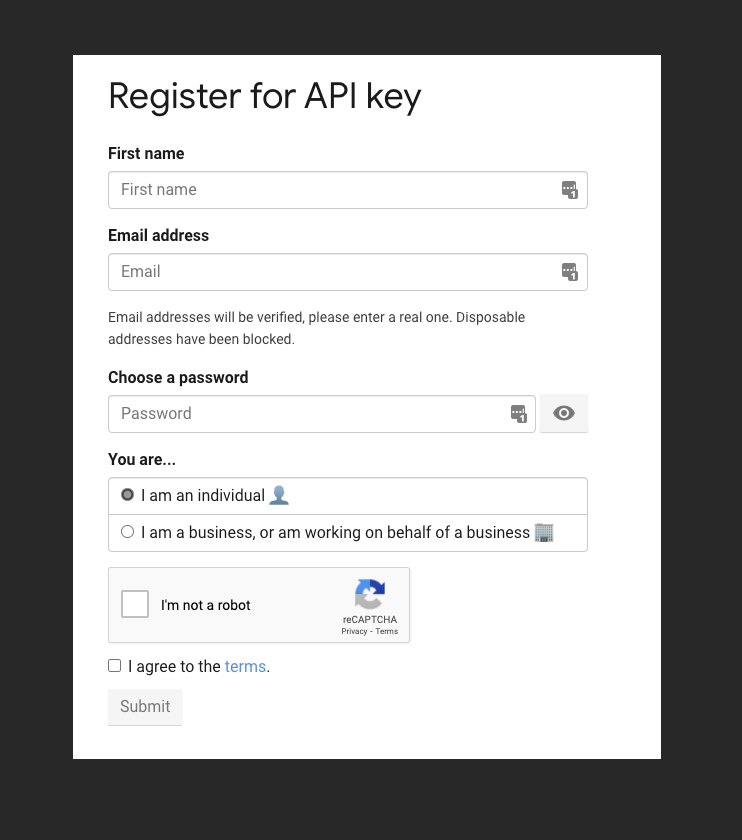 Register for API key
First name
First name
Email address
Email
Email addresses will be verified, please enter a real one. Disposable
addresses have been blocked.
Choose a password
Password
You are...
I am an individual
I am a business, or am working on behalf of a business
I'm not a robot
reCAPTCHA
Privacy - Terms
I agree to the terms.
Submit